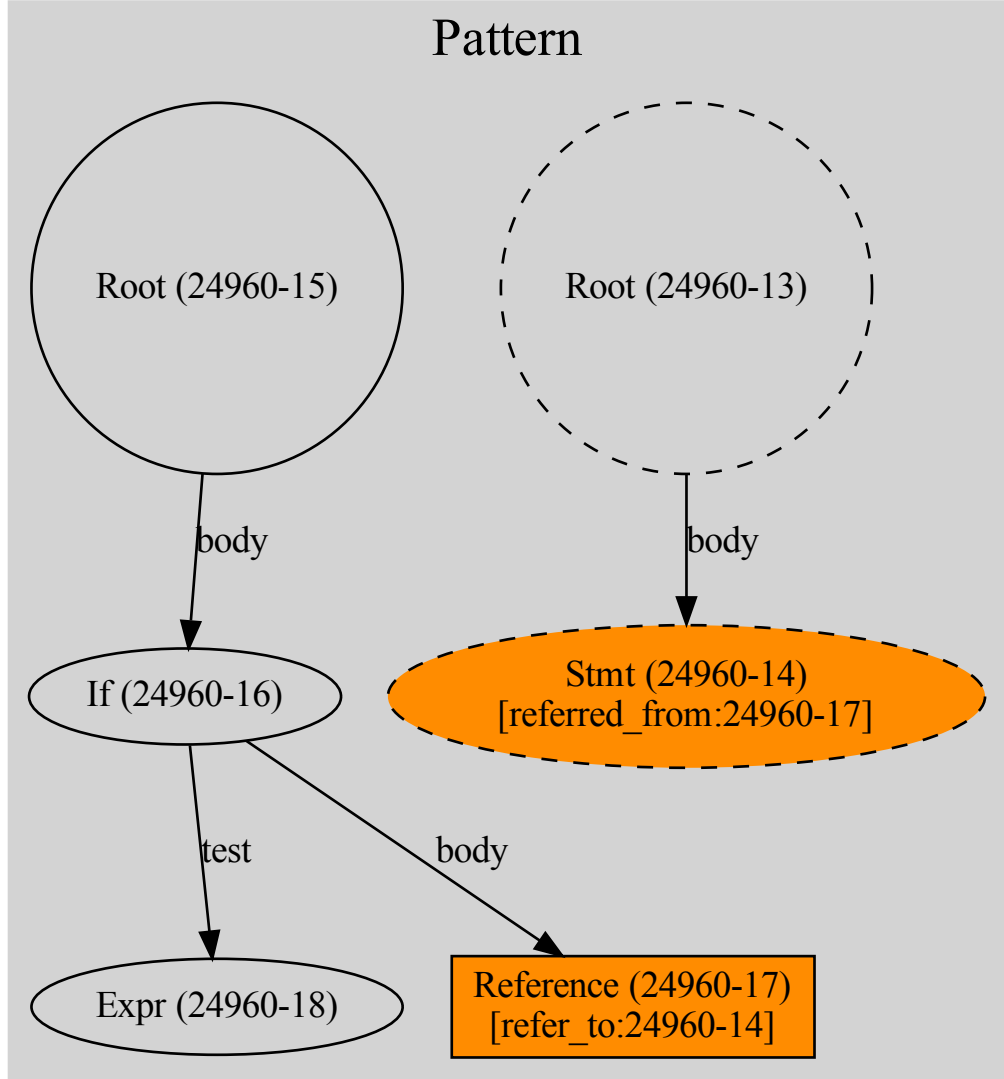 Pattern
Root (24960-15)
Root (24960-13)
body
body
If (24960-16)
Stmt (24960-14)
[referred_from:24960-17]
test
body
Expr (24960-18)
Reference (24960-17)
[refer_to:24960-14]